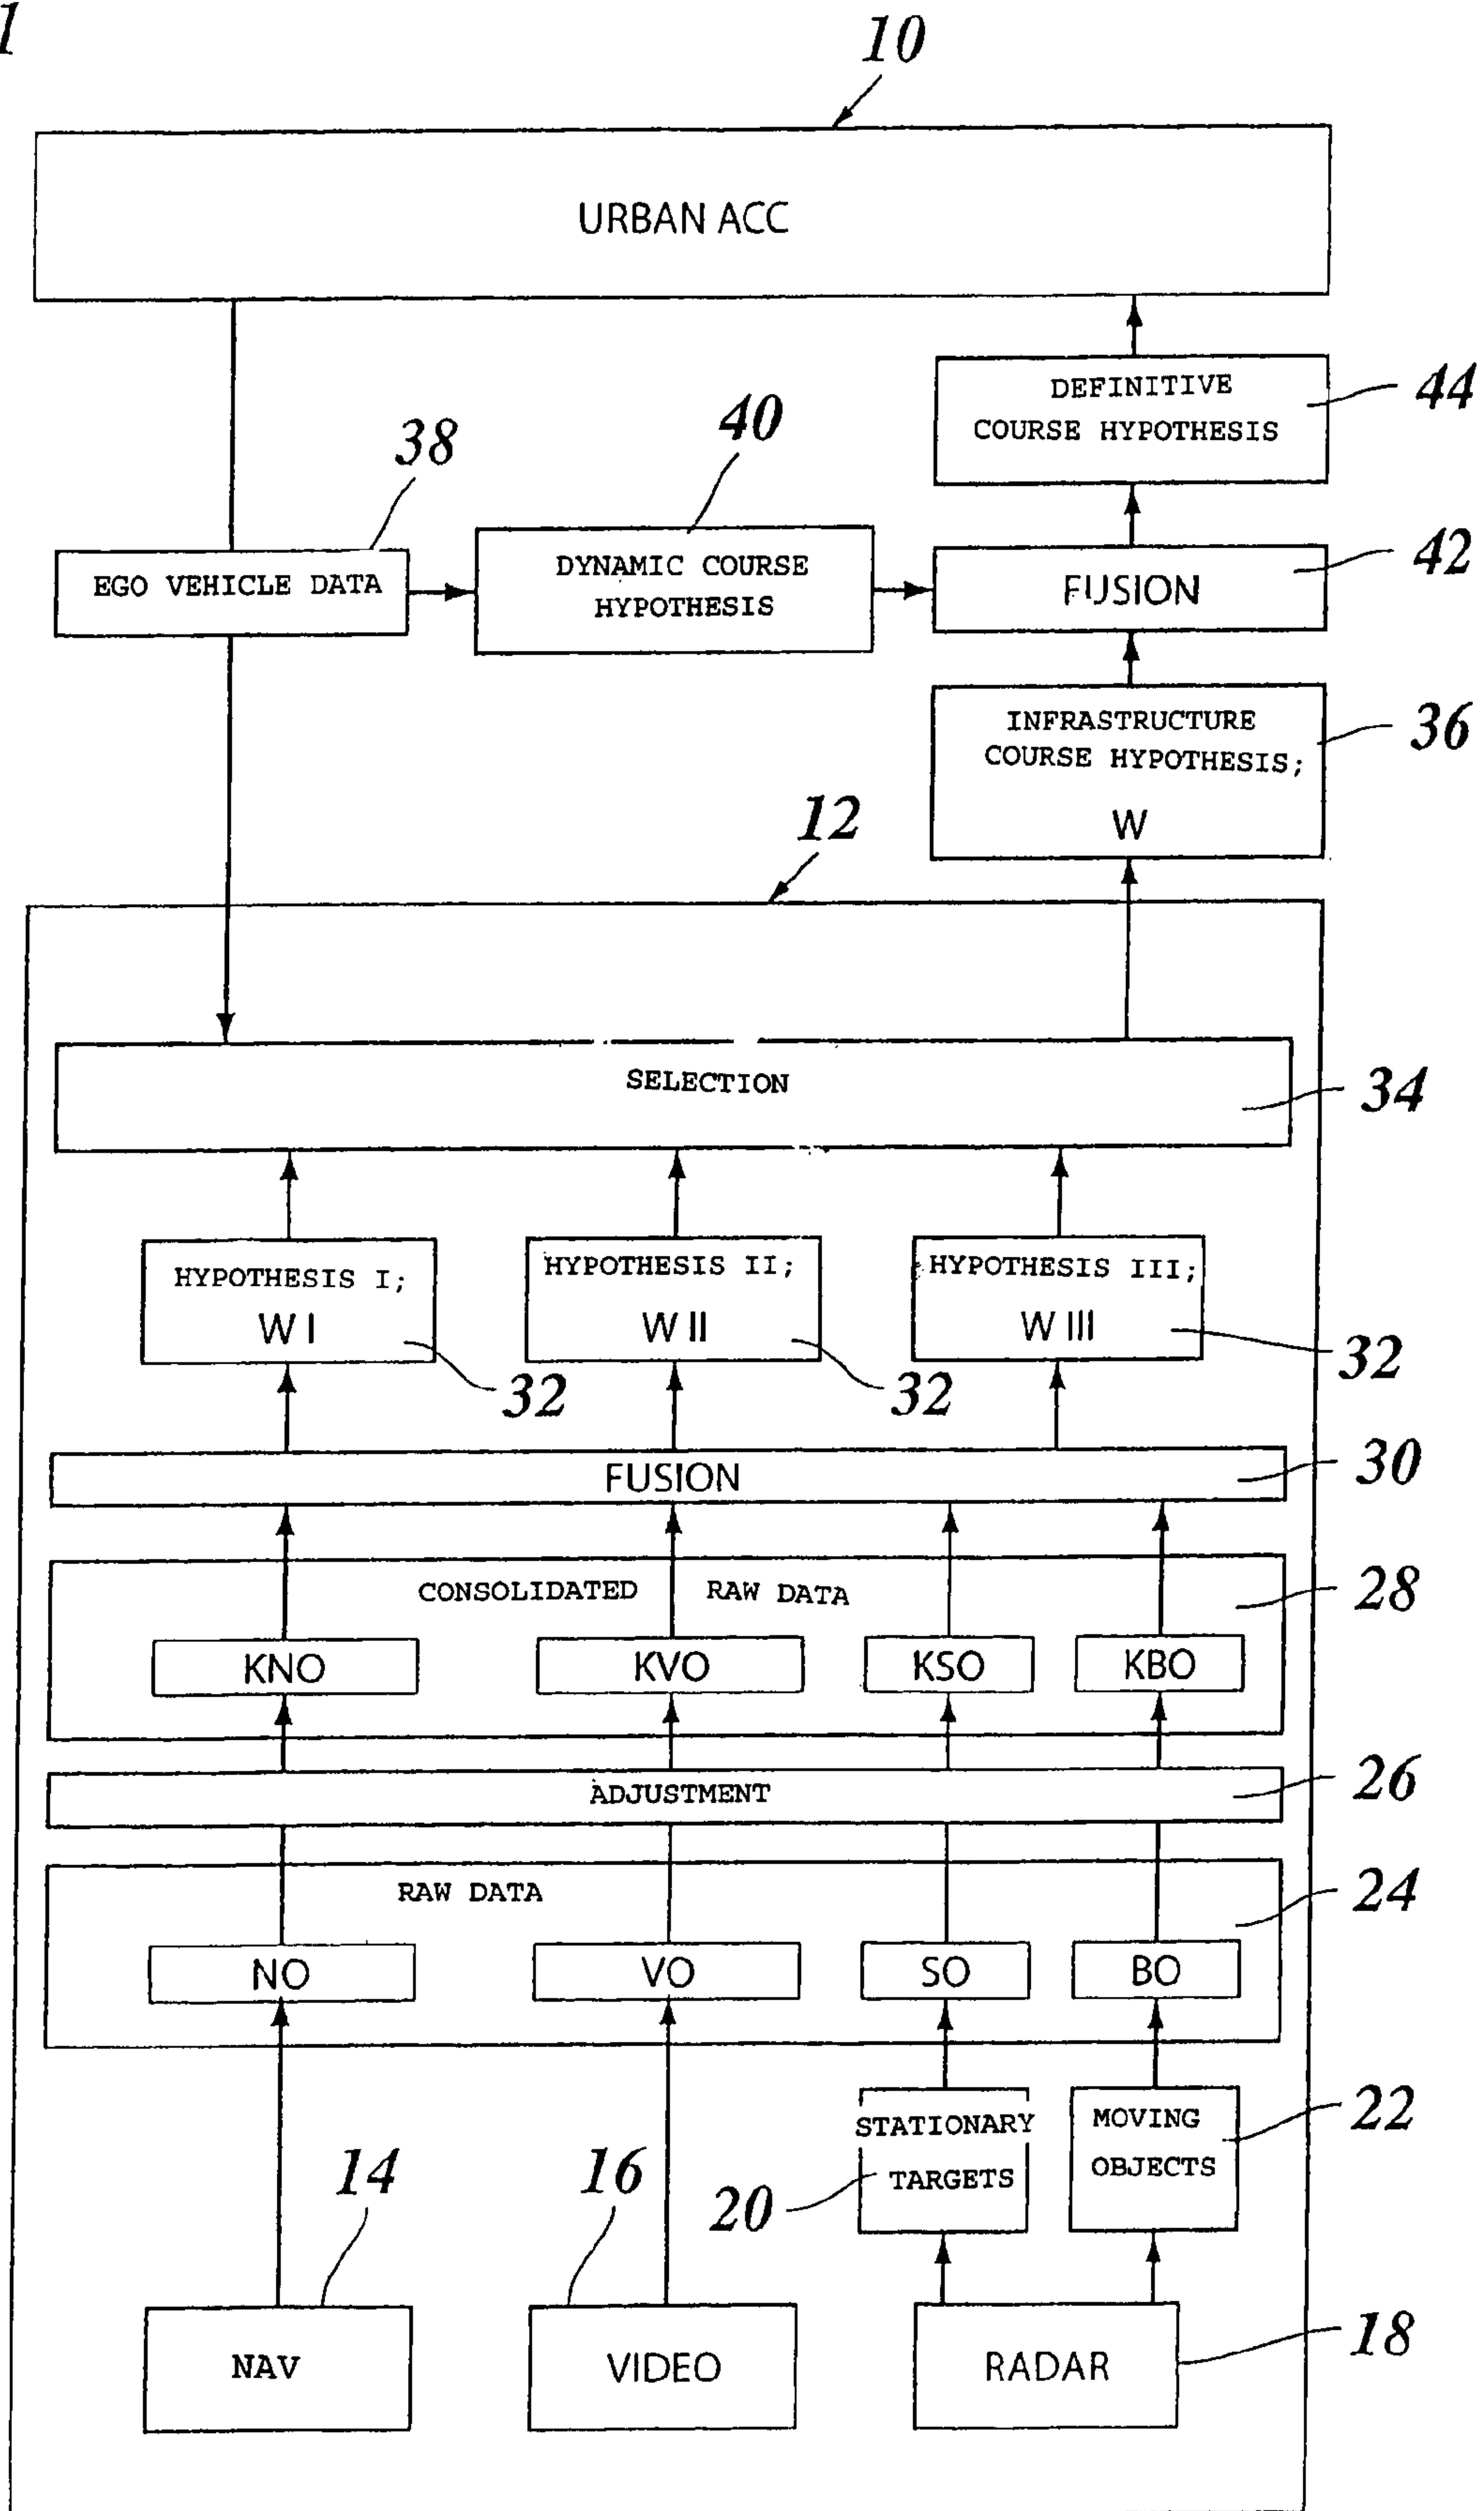 1
10
URBAN ACC
DEFINITIVE
COURSE HYPOTHESIS
44
40
38
EGO VEHICLE DATA
DYNAMIC COURSE
HYPOTHESIS
FUSION
42
INFRASTRUCTURE
COURSE HYPOTHESIS;
W
36
12
SELECTION
34
HYPOTHESIS I;
W I
32
HYPOTHESIS II;
W II
32
HYPOTHESIS III;
W III
32
FUSION
30
CONSOLIDATED RAW DATA
28
KNO
KVO
KSO
KBO
ADJUSTMENT
26
RAW DATA
24
NO
VO
SO
BO
STATIONARY
TARGETS
20
MOVING
OBJECTS
22
14
16
NAV
VIDEO
RADAR
18